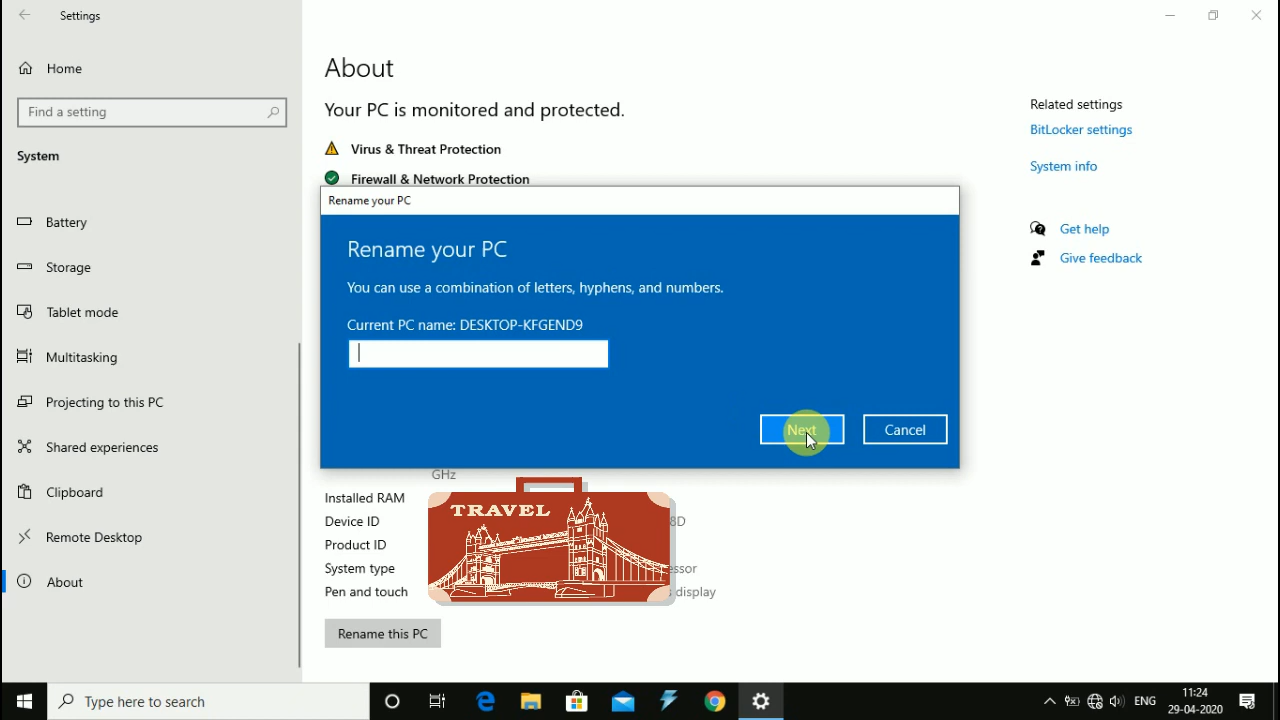 Settings
Home
Find a setting
System
Battery
Storage
Tablet mode
Multitasking
Projecting to this PC
Shared experiences
Clipboard
Remote Desktop
About
About
Your PC is monitored and protected.
Virus & Threat Protection
Firewall & Network Protection
Rename your PC
Rename your PC
You can use a combination of letters, hyphens, and numbers.
Current PC name: DESKTOP-KFGEND9
Next
Cancel
GHz
Installed RAM
Device ID
8D
Product ID
System type
essor
Pen and touch
display
TRAVEL
Rename this PC
Related settings
BitLocker settings
System info
Get help
Give feedback
Type here to search
ENG
11:24
29-04-2020